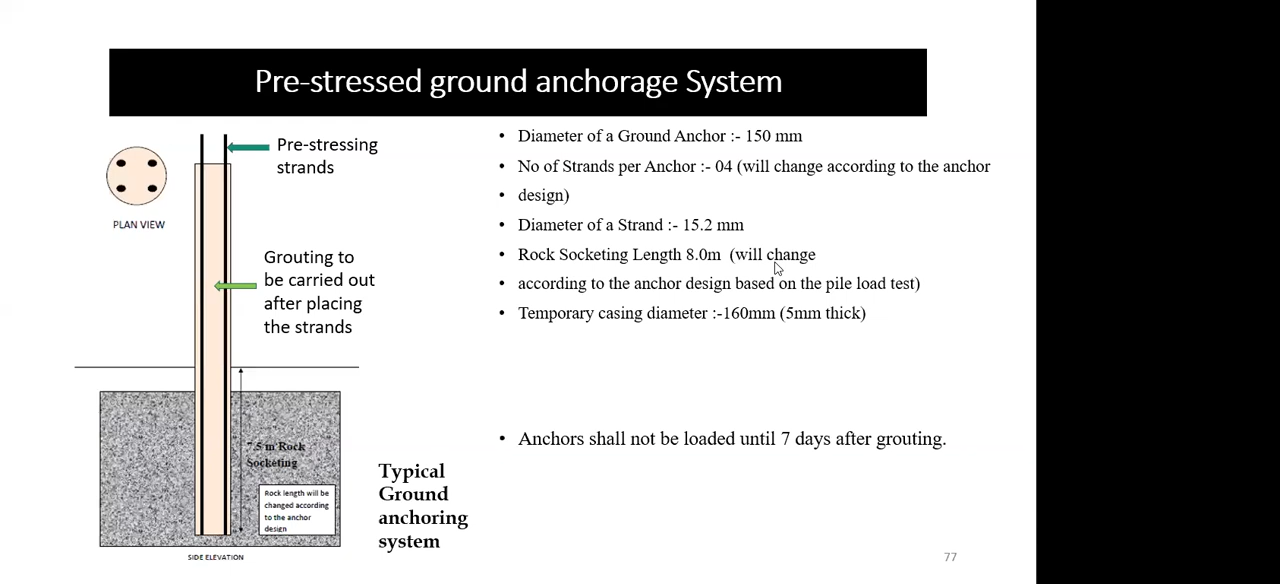 Pre-stressed ground anchorage System
Pre-stressing
strands
PLAN VIEW
Grouting to
be carried out
after placing
the strands
7.5 m Rock
Socketing
Rock length will be
changed according
to the anchor
design
SIDE ELEVATION
Typical
Ground
anchoring
system
• Diameter of a Ground Anchor :- 150 mm
• No of Strands per Anchor :- 04 (will change according to the anchor
• design)
• Diameter of a Strand :- 15.2 mm
• Rock Socketing Length 8.0m (will change
• according to the anchor design based on the pile load test)
• Temporary casing diameter :-160mm (5mm thick)
• Anchors shall not be loaded until 7 days after grouting.
77